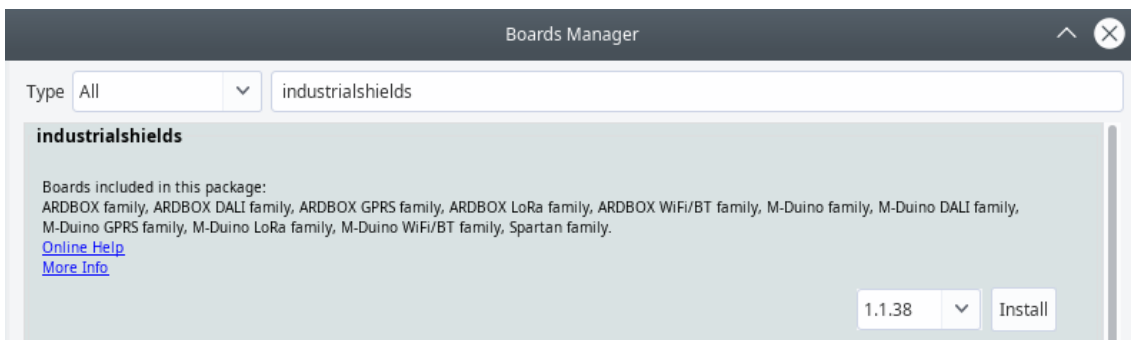 Boards Manager
Type All industrialshields
industrialshields
Boards included in this package:
ARDBOX family, ARDBOX DALI family, ARDBOX GPRS family, ARDBOX LoRa family, ARDBOX WiFi/BT family, M-Duino family, M-Duino DALI family,
M-Duino GPRS family, M-Duino LoRa family, M-Duino WiFi/BT family, Spartan family.
Online Help
More Info
1.1.38 Install